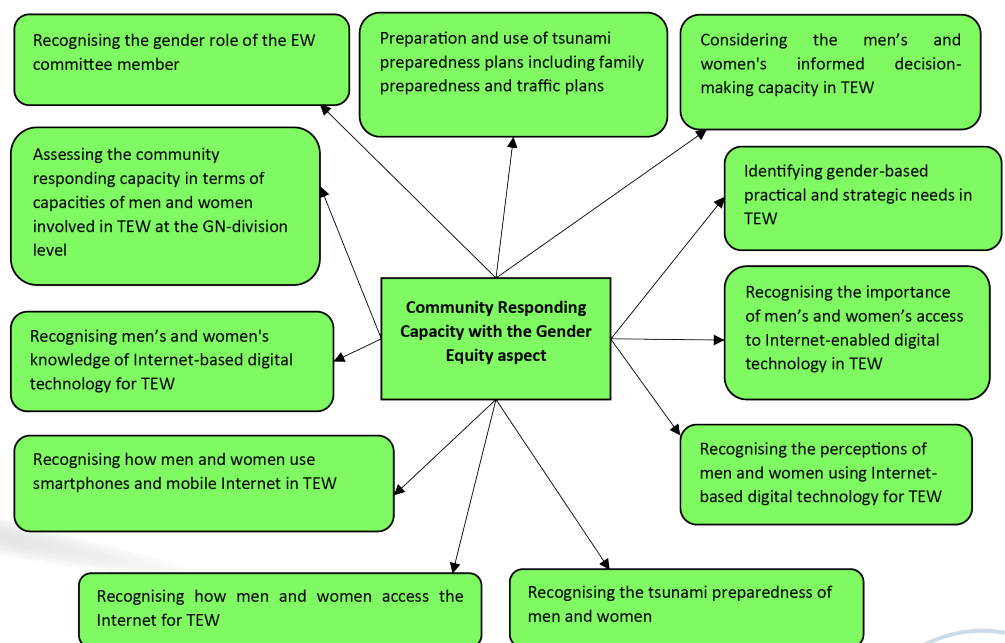 Recognising the gender role of the EW
committee member
Preparation and use of tsunami
preparedness plans including family
preparedness and traffic plans
Considering the men’s and
women's informed decision-
making capacity in TEW
Assessing the community
responding capacity in terms of
capacities of men and women
involved in TEW at the GN-division
level
Identifying gender-based
practical and strategic needs in
TEW
Community Responding
Capacity with the Gender
Equity aspect
Recognising the importance
of men’s and women’s access
to Internet-enabled digital
technology in TEW
Recognising men’s and women's
knowledge of Internet-based digital
technology for TEW
Recognising how men and women use
smartphones and mobile Internet in TEW
Recognising the perceptions of
men and women using Internet-
based digital technology for TEW
Recognising how men and women access the
Internet for TEW
Recognising the tsunami preparedness of
men and women